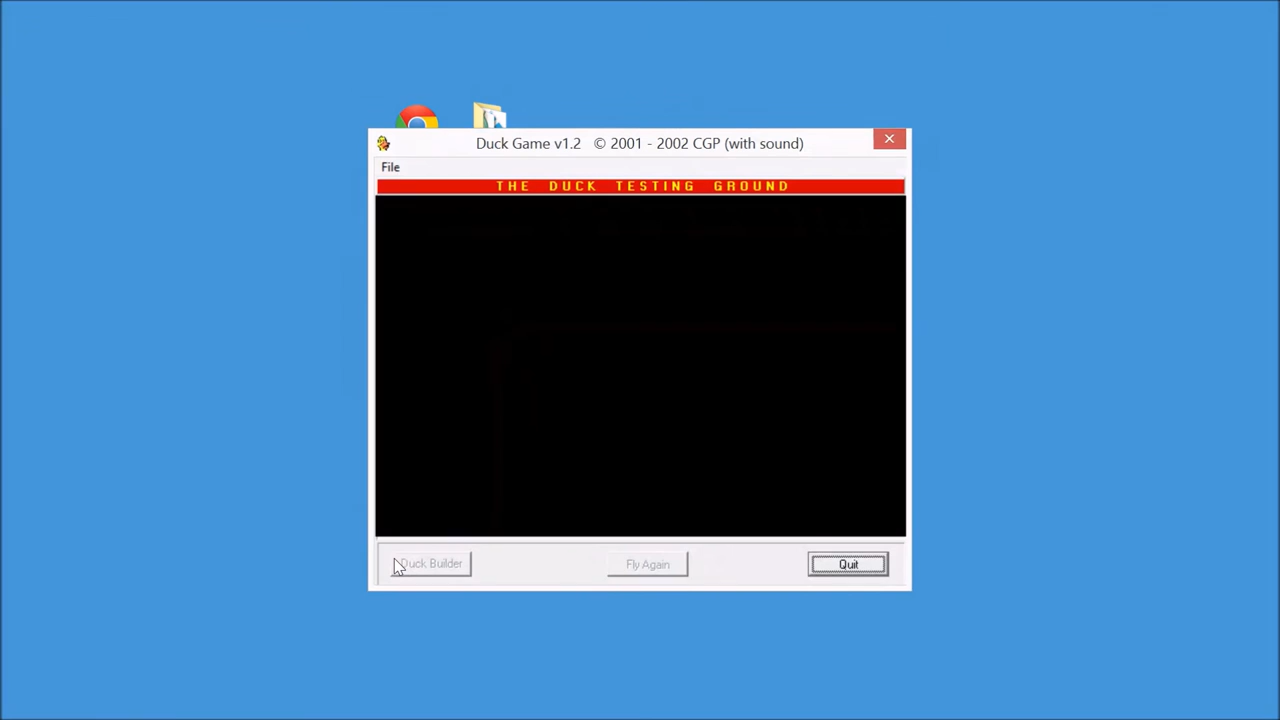 Duck Game v1.2 © 2001 - 2002 CGP (with sound)
File
THE DUCK TESTING GROUND
Duck Builder
Fly Again
Quit